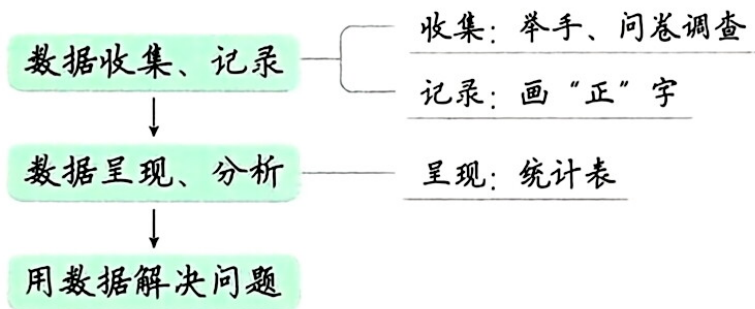 数据收集、记录
收集：举手、问卷调查
记录：画“正”字
数据呈现、分析
呈现：统计表
用数据解决问题